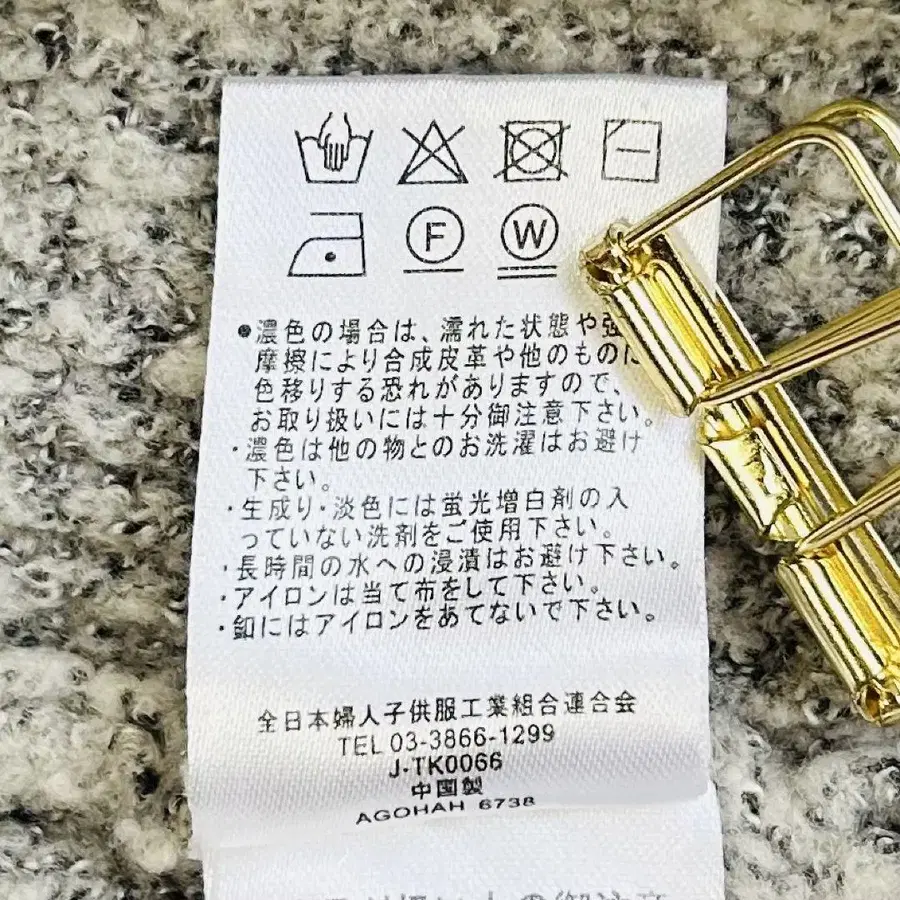 F W
●濃色の場合は、濡れた状態や強
摩擦により合成皮革や他のものに
色移りする恐れがありますので、
お取り扱いには十分御注意下さい。
・濃色は他の物とのお洗濯はお避け
下さい。
・生成り・淡色には蛍光増白剤の入
っていない洗剤をご使用下さい。
・長時間の水への浸漬はお避け下さい。
・アイロンは当て布をして下さい。
・釦にはアイロンをあてないで下さい。
全日本婦人子供服工業組合連合会
TEL 03-3866-1299
J-TK0066
中国製
AGOHAH 6738